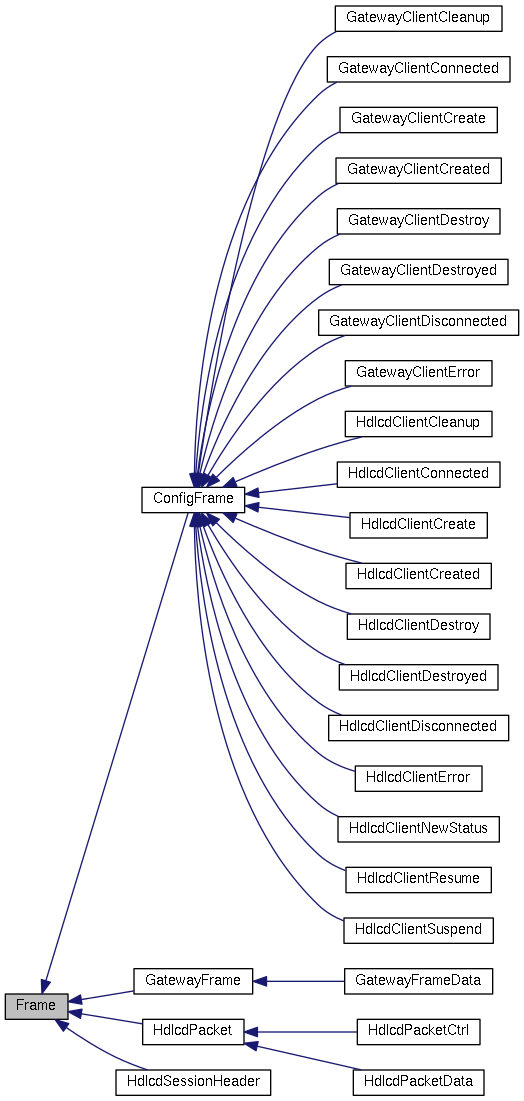 GatewayClientCleanup
GatewayClientConnected
GatewayClientCreate
GatewayClientCreated
GatewayClientDestroy
GatewayClientDestroyed
GatewayClientDisconnected
GatewayClientError
HdlcdClientCleanup
HdlcdClientConnected
ConfigFrame
HdlcdClientCreate
HdlcdClientCreated
HdlcdClientDestroy
HdlcdClientDestroyed
HdlcdClientDisconnected
HdlcdClientError
HdlcdClientNewStatus
HdlcdClientResume
HdlcdClientSuspend
GatewayFrame
GatewayFrameData
Frame
HdlcdPacket
HdlcdPacketCtrl
HdlcdSessionHeader
HdlcdPacketData